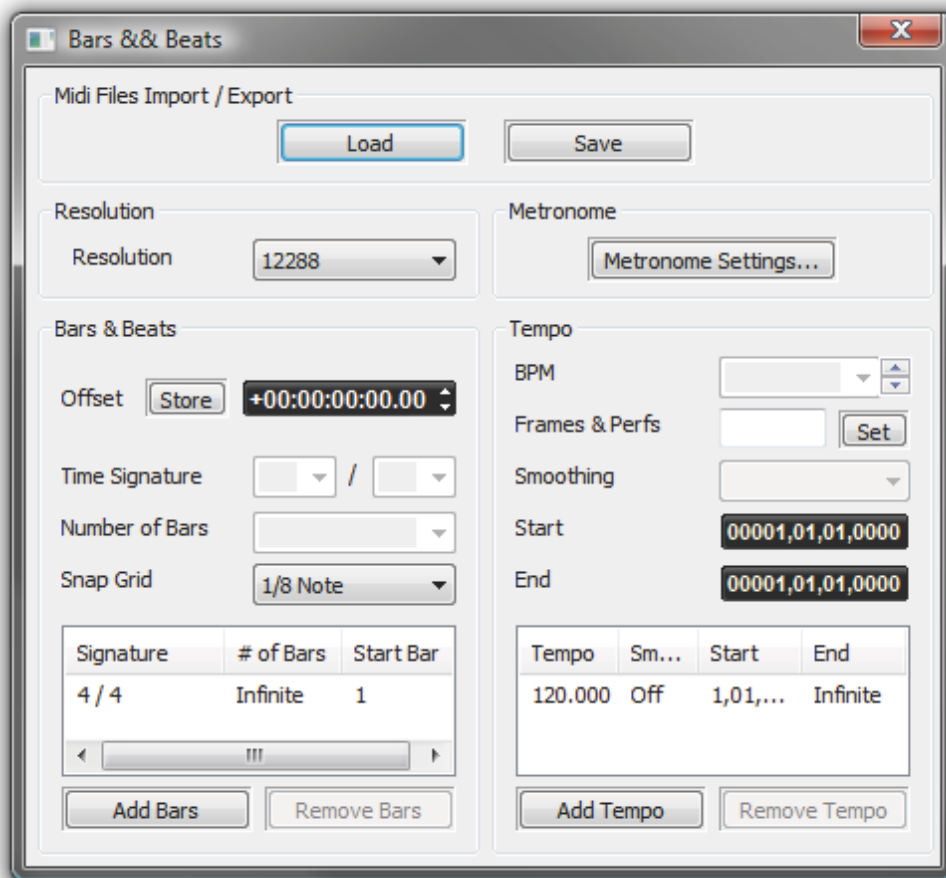 Bars && Beats
Midi Files Import / Export
Load Save
Resolution
Resolution 12288
Metronome
Metronome Settings...
Bars & Beats
Offset Store +00:00:00:00.00
Time Signature /
Number of Bars
Snap Grid 1/8 Note
Signature # of Bars Start Bar
4 / 4 Infinite 1
Add Bars Remove Bars
Tempo
BPM
Frames & Perfs Set
Smoothing
Start 00001,01,01,0000
End 00001,01,01,0000
Tempo Sm... Start End
120.000 Off 1,01,... Infinite
Add Tempo Remove Tempo